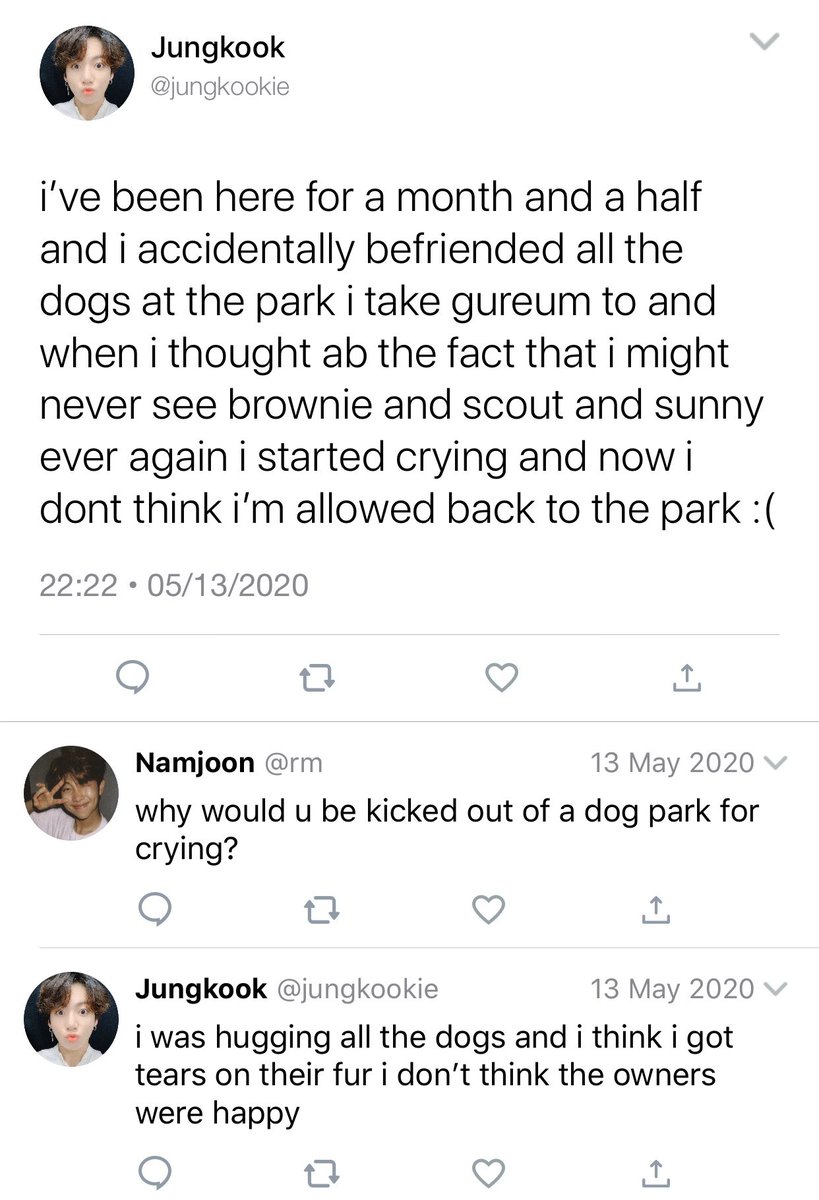 Jungkook
@jungkookie
i’ve been here for a month and a half
and i accidentally befriended all the
dogs at the park i take gureum to and
when i thought ab the fact that i might
never see brownie and scout and sunny
ever again i started crying and now i
dont think i’m allowed back to the park :(
22:22 • 05/13/2020
Namjoon @rm 13 May 2020
why would u be kicked out of a dog park for
crying?
Jungkook @jungkookie 13 May 2020
i was hugging all the dogs and i think i got
tears on their fur i don’t think the owners
were happy